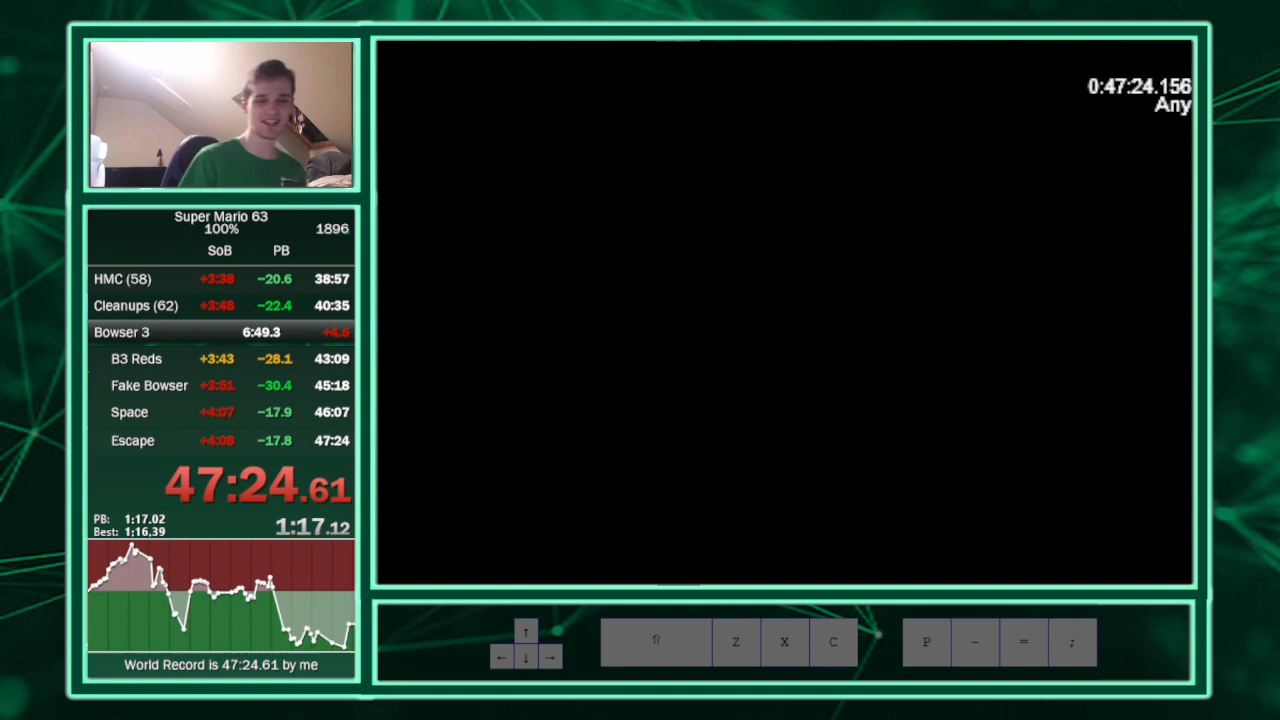 0:47:24.156
Any
Super Mario 63
100% 1896
SoB PB
HMC (58) +3:38 −20.6 38:57
Cleanups (62) +3:48 −22.4 40:35
Bowser 3 6:49.3 +4.5
B3 Reds +3:43 −28.1 43:09
Fake Bowser +3:51 −30.4 45:18
Space +4:07 −17.9 46:07
Escape +4:08 −17.8 47:24
47:24.61
PB: 1:17.02
Best: 1:16.39
1:17.12
World Record is 47:24.61 by me
↑
← ↓ →
⇑ Z X C P - = ;